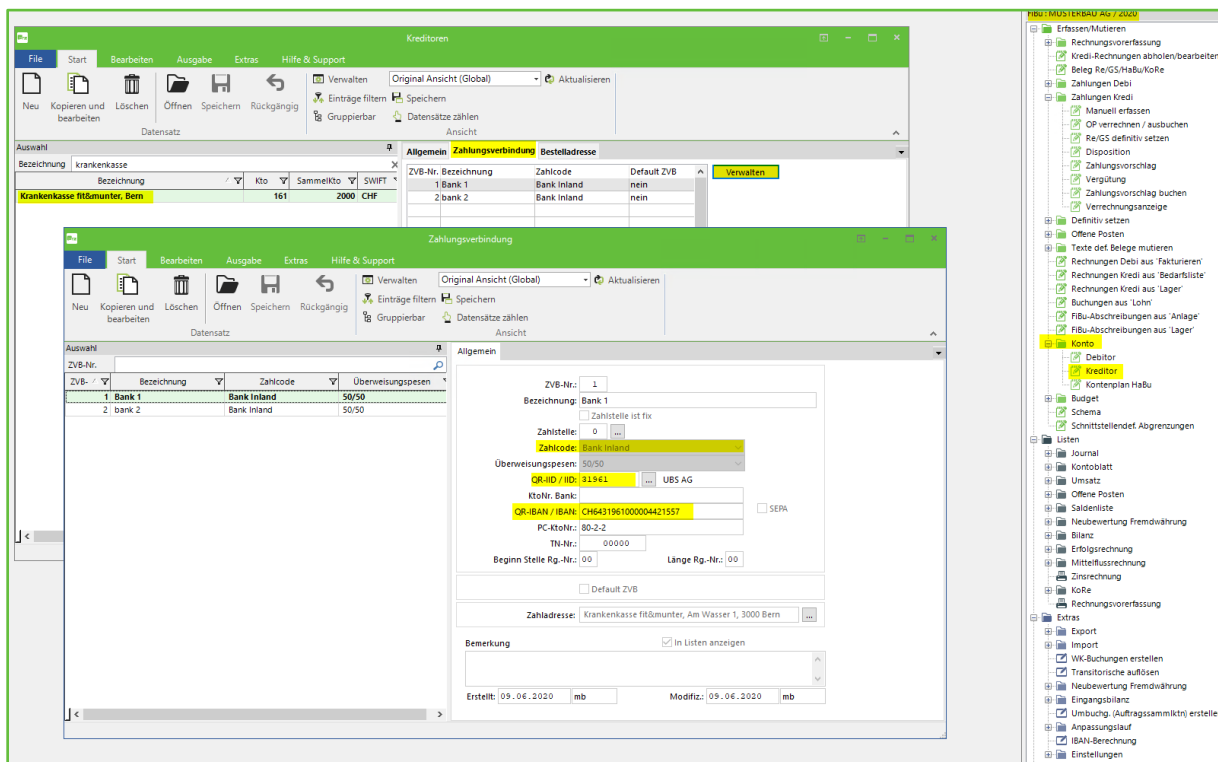 Kreditoren
File Start Bearbeiten Ausgabe Extras Hilfe & Support
Neu Kopieren und bearbeiten Löschen Öffnen Speichern Rückgängig
Verwalten Original Ansicht (Global) Aktualisieren
Einträge filtern Speichern
Gruppierbar Datensätze zählen
Datensatz Ansicht
Auswahl
Bezeichnung krankenkasse
Bezeichnung Kto SammelKto SWIFT
Krankenkasse fit&munter, Bern 161 2000 CHF
Allgemein Zahlungsverbindung Bestelladresse
ZVB-Nr. Bezeichnung Zahlcode Default ZVB
1 Bank 1 Bank Inland nein
2 bank 2 Bank Inland nein
Verwalten
Zahlungsverbindung
File Start Bearbeiten Ausgabe Extras Hilfe & Support
Neu Kopieren und bearbeiten Löschen Öffnen Speichern Rückgängig
Verwalten Original Ansicht (Global) Aktualisieren
Einträge filtern Speichern
Gruppierbar Datensätze zählen
Datensatz Ansicht
Auswahl
ZVB-Nr.
ZVB- Bezeichnung Zahlcode Überweisungspesen
1 Bank 1 Bank Inland 50/50
2 bank 2 Bank Inland 50/50
Allgemein
ZVB-Nr.: 1
Bezeichnung: Bank 1
Zahlstelle ist fix
Zahlstelle: 0 ...
Zahlcode: Bank Inland
Überweisungspesen: 50/50
QR-IID / IID: 31961 ... UBS AG
KtoNr. Bank:
QR-IBAN / IBAN: CH6431961000004421557 SEPA
PC-KtoNr.: 80-2-2
TN-Nr.: 00000
Beginn Stelle Rg.-Nr.: 00 Länge Rg.-Nr.: 00
Default ZVB
Zahladresse: Krankenkasse fit&munter, Am Wasser 1, 3000 Bern ...
Bemerkung In Listen anzeigen
Erstellt: 09.06.2020 mb Modifiz.: 09.06.2020 mb
FiBu : MUSTERBAU AG / 2020
Erfassen/Mutieren
Rechnungsvorerfassung
Kredi-Rechnungen abholen/bearbeiten
Beleg Re/GS/HaBu/KoRe
Zahlungen Debi
Zahlungen Kredi
Manuell erfassen
OP verrechnen / ausbuchen
Re/GS definitiv setzen
Disposition
Zahlungsvorschlag
Vergütung
Zahlungsvorschlag buchen
Verrechnungsanzeige
Definitiv setzen
Offene Posten
Texte def. Belege mutieren
Rechnungen Debi aus 'Fakturieren'
Rechnungen Kredi aus 'Bedarfsliste'
Rechnungen Kredi aus 'Lager'
Buchungen aus 'Lohn'
FiBu-Abschreibungen aus 'Anlage'
FiBu-Abschreibungen aus 'Lager'
Konto
Debitor
Kreditor
Kontenplan HaBu
Budget
Schema
Schnittstellendef. Abgrenzungen
Listen
Journal
Kontoblatt
Umsatz
Offene Posten
Saldenliste
Neubewertung Fremdwährung
Bilanz
Erfolgsrechnung
Mittelflussrechnung
Zinsrechnung
KoRe
Rechnungsvorerfassung
Extras
Export
Import
WK-Buchungen erstellen
Transitorische auflösen
Neubewertung Fremdwährung
Eingangsbilanz
Umbuchg. (Auftragssammlktn) erstelle
Anpassungslauf
IBAN-Berechnung
Einstellungen